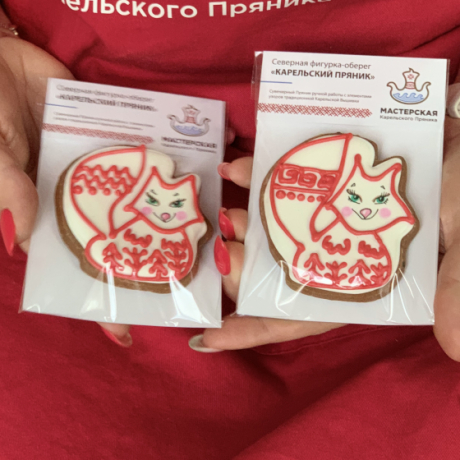 ельского Пряника
Северная фигурка-оберег
«КАРЕЛЬСКИЙ ПРЯНИК»
МАСТЕРСКАЯ
Карельского Пряника
Северная фигурка-оберег
«КАРЕЛЬСКИЙ ПРЯНИК»
МАСТЕРСКАЯ
Карельского Пряника